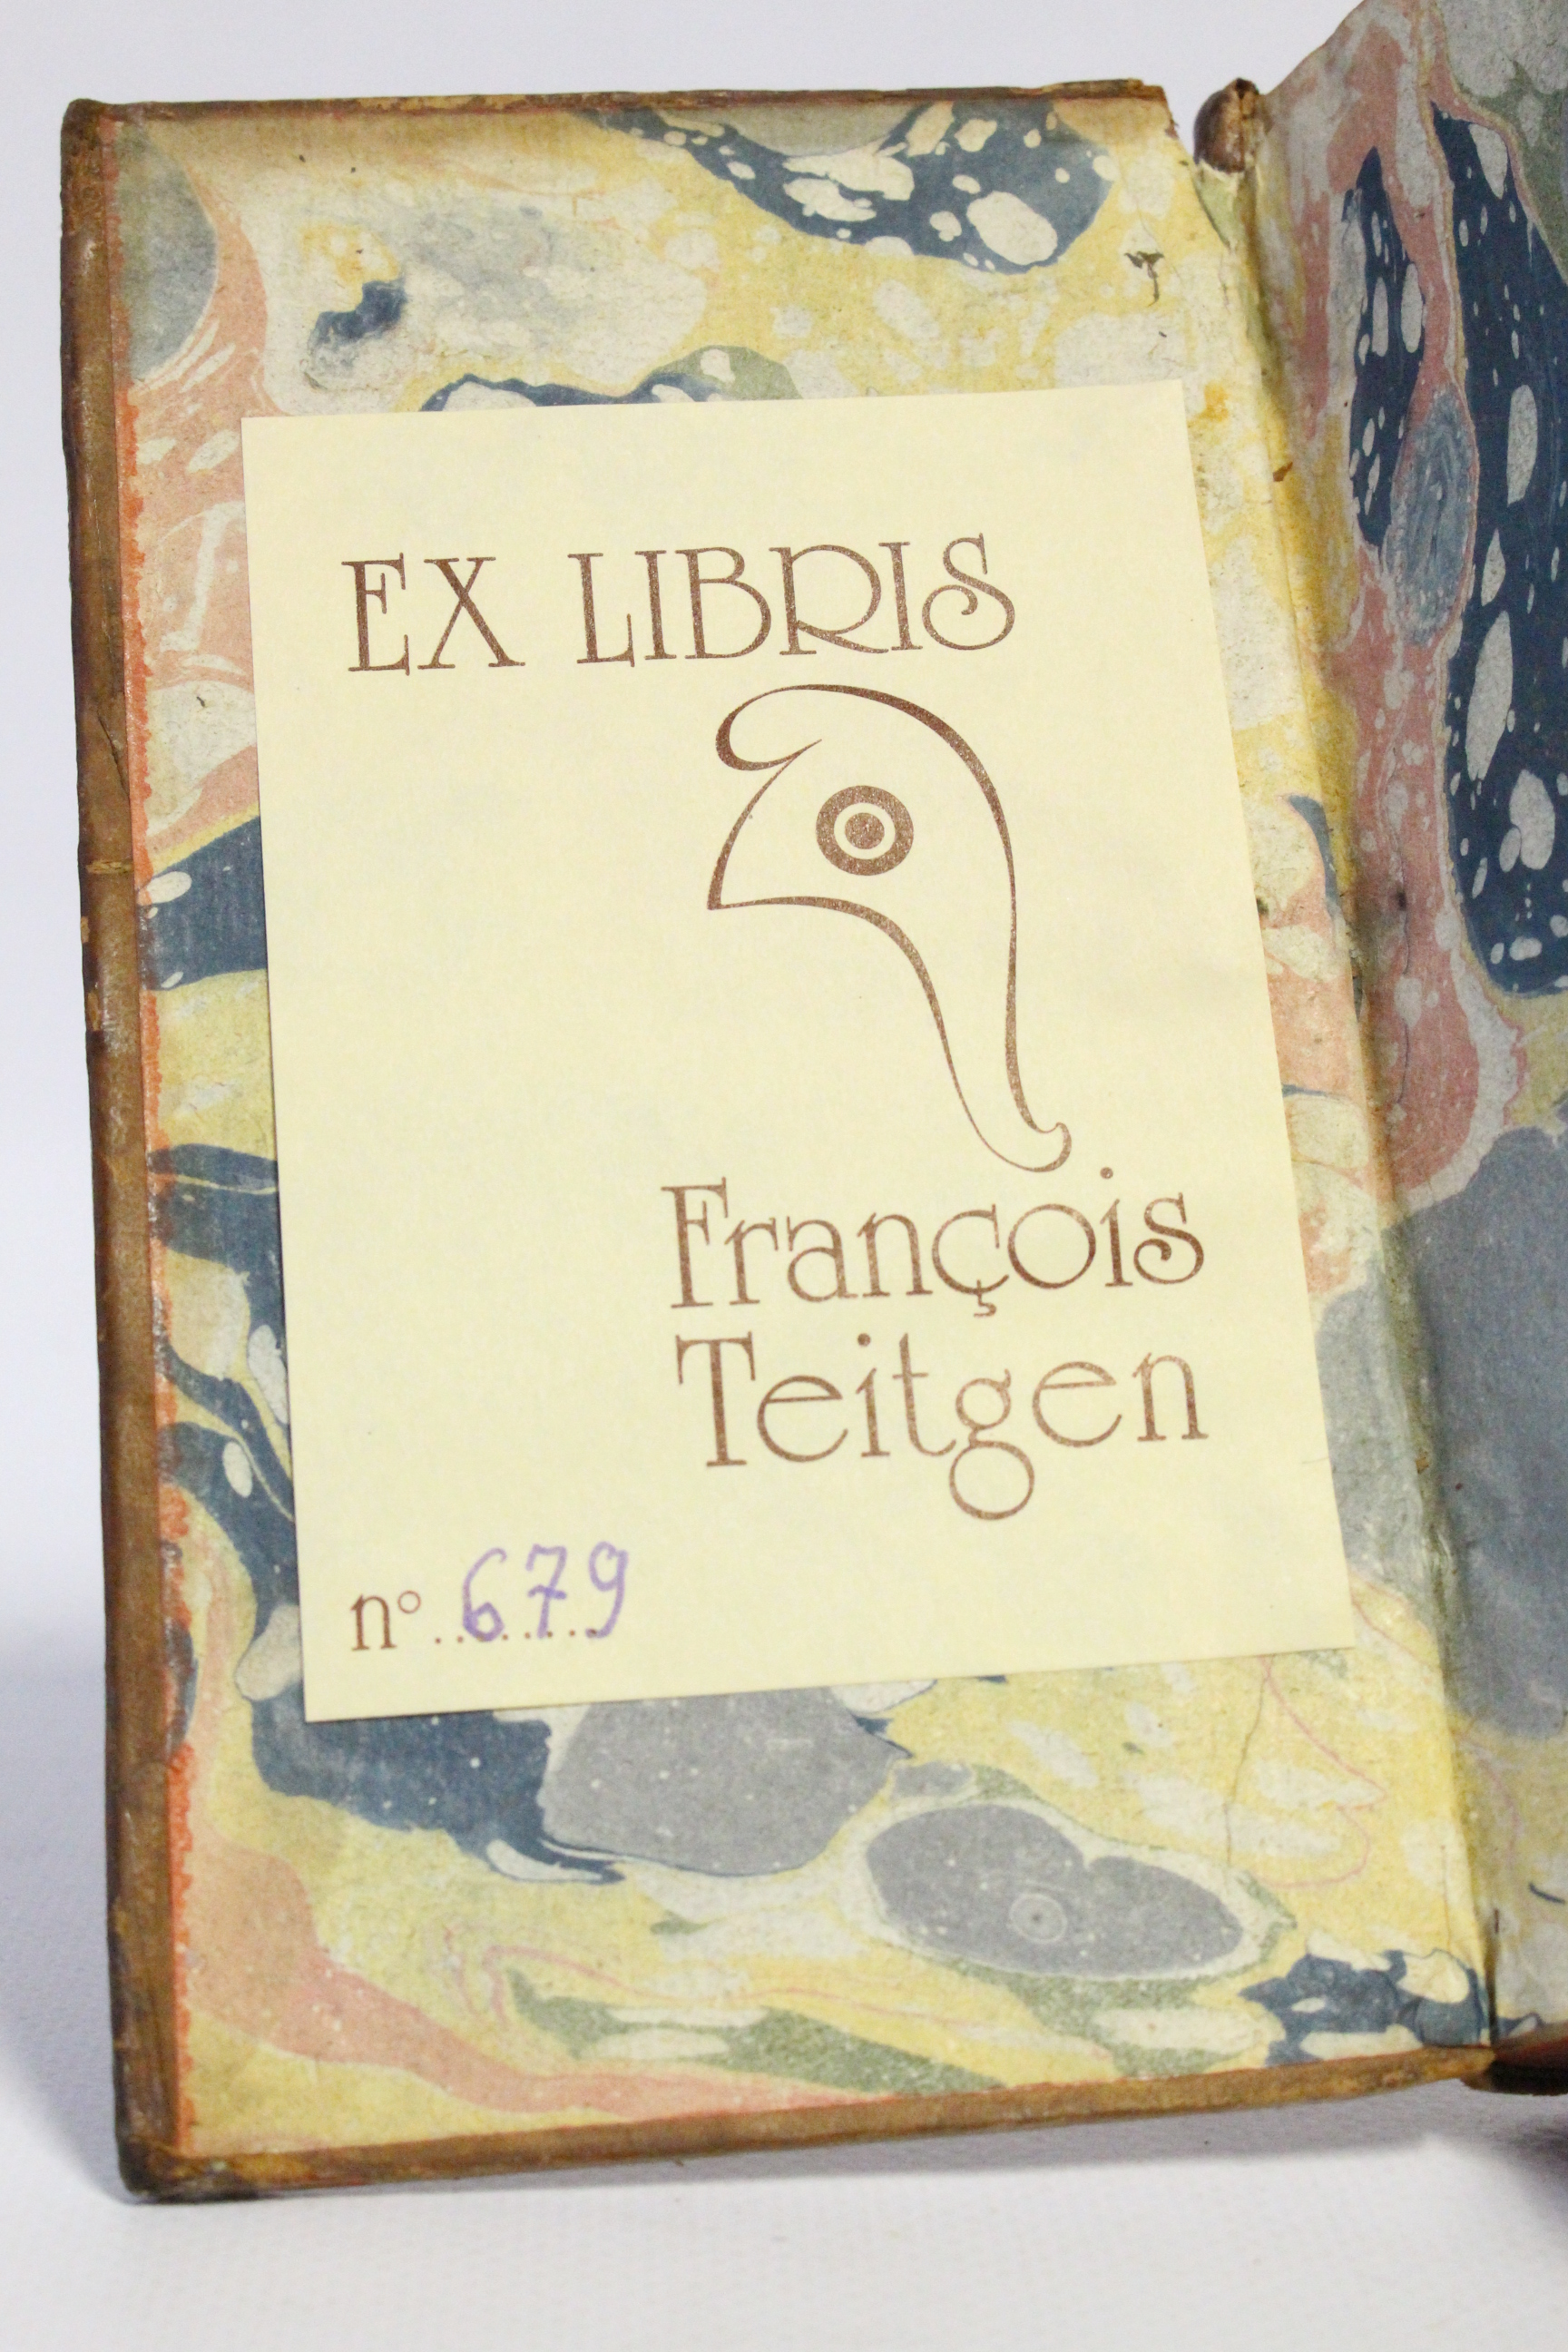 EX LIBRIS
François
Teitgen
n°.679